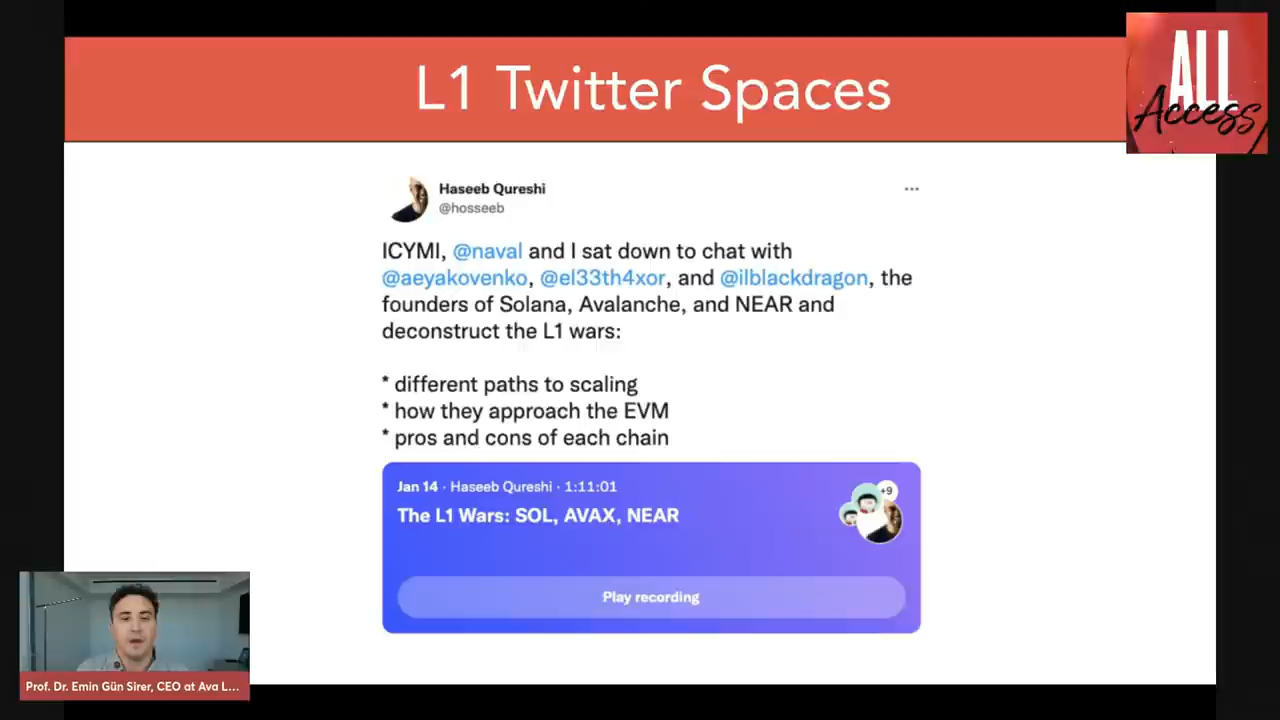 L1 Twitter Spaces
ALL
Access
Haseeb Qureshi
@hosseeb
ICYMI, @naval and I sat down to chat with
@aeyakovenko, @el33th4xor, and @ilblackdragon, the
founders of Solana, Avalanche, and NEAR and
deconstruct the L1 wars:
* different paths to scaling
* how they approach the EVM
* pros and cons of each chain
Jan 14 · Haseeb Qureshi · 1:11:01
+9
The L1 Wars: SOL, AVAX, NEAR
Play recording
Prof. Dr. Emin Gün Sirer, CEO at Ava L...